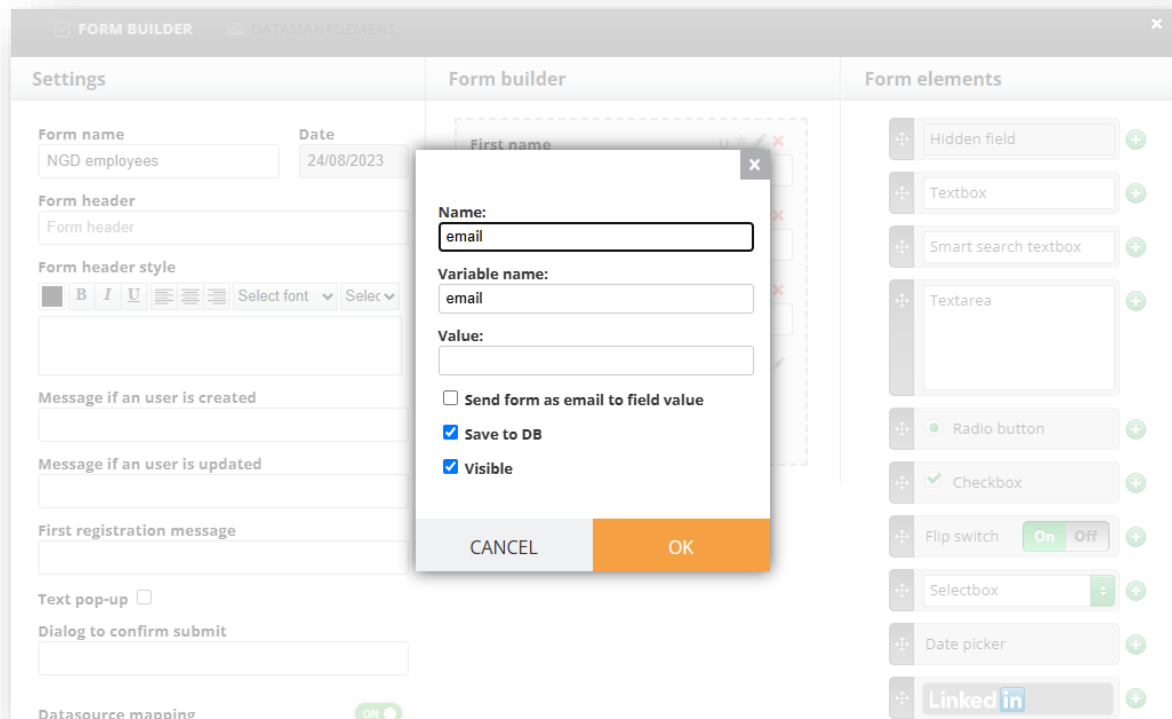 FORM BUILDER
DATAMANAGEMENT
×
Settings
Form builder
Form elements
Form name
Date
NGD employees
24/08/2023
Form header
Form header
Form header style
B I U Select font Selec
Message if an user is created
Message if an user is updated
First registration message
Text pop-up
Dialog to confirm submit
Datasource mapping
ON
First name
x
Name:
email
Variable name:
email
Value:
Send form as email to field value
Save to DB
Visible
CANCEL
OK
Hidden field
Textbox
Smart search textbox
Textarea
Radio button
Checkbox
Flip switch On Off
Selectbox
Date picker
Linked in